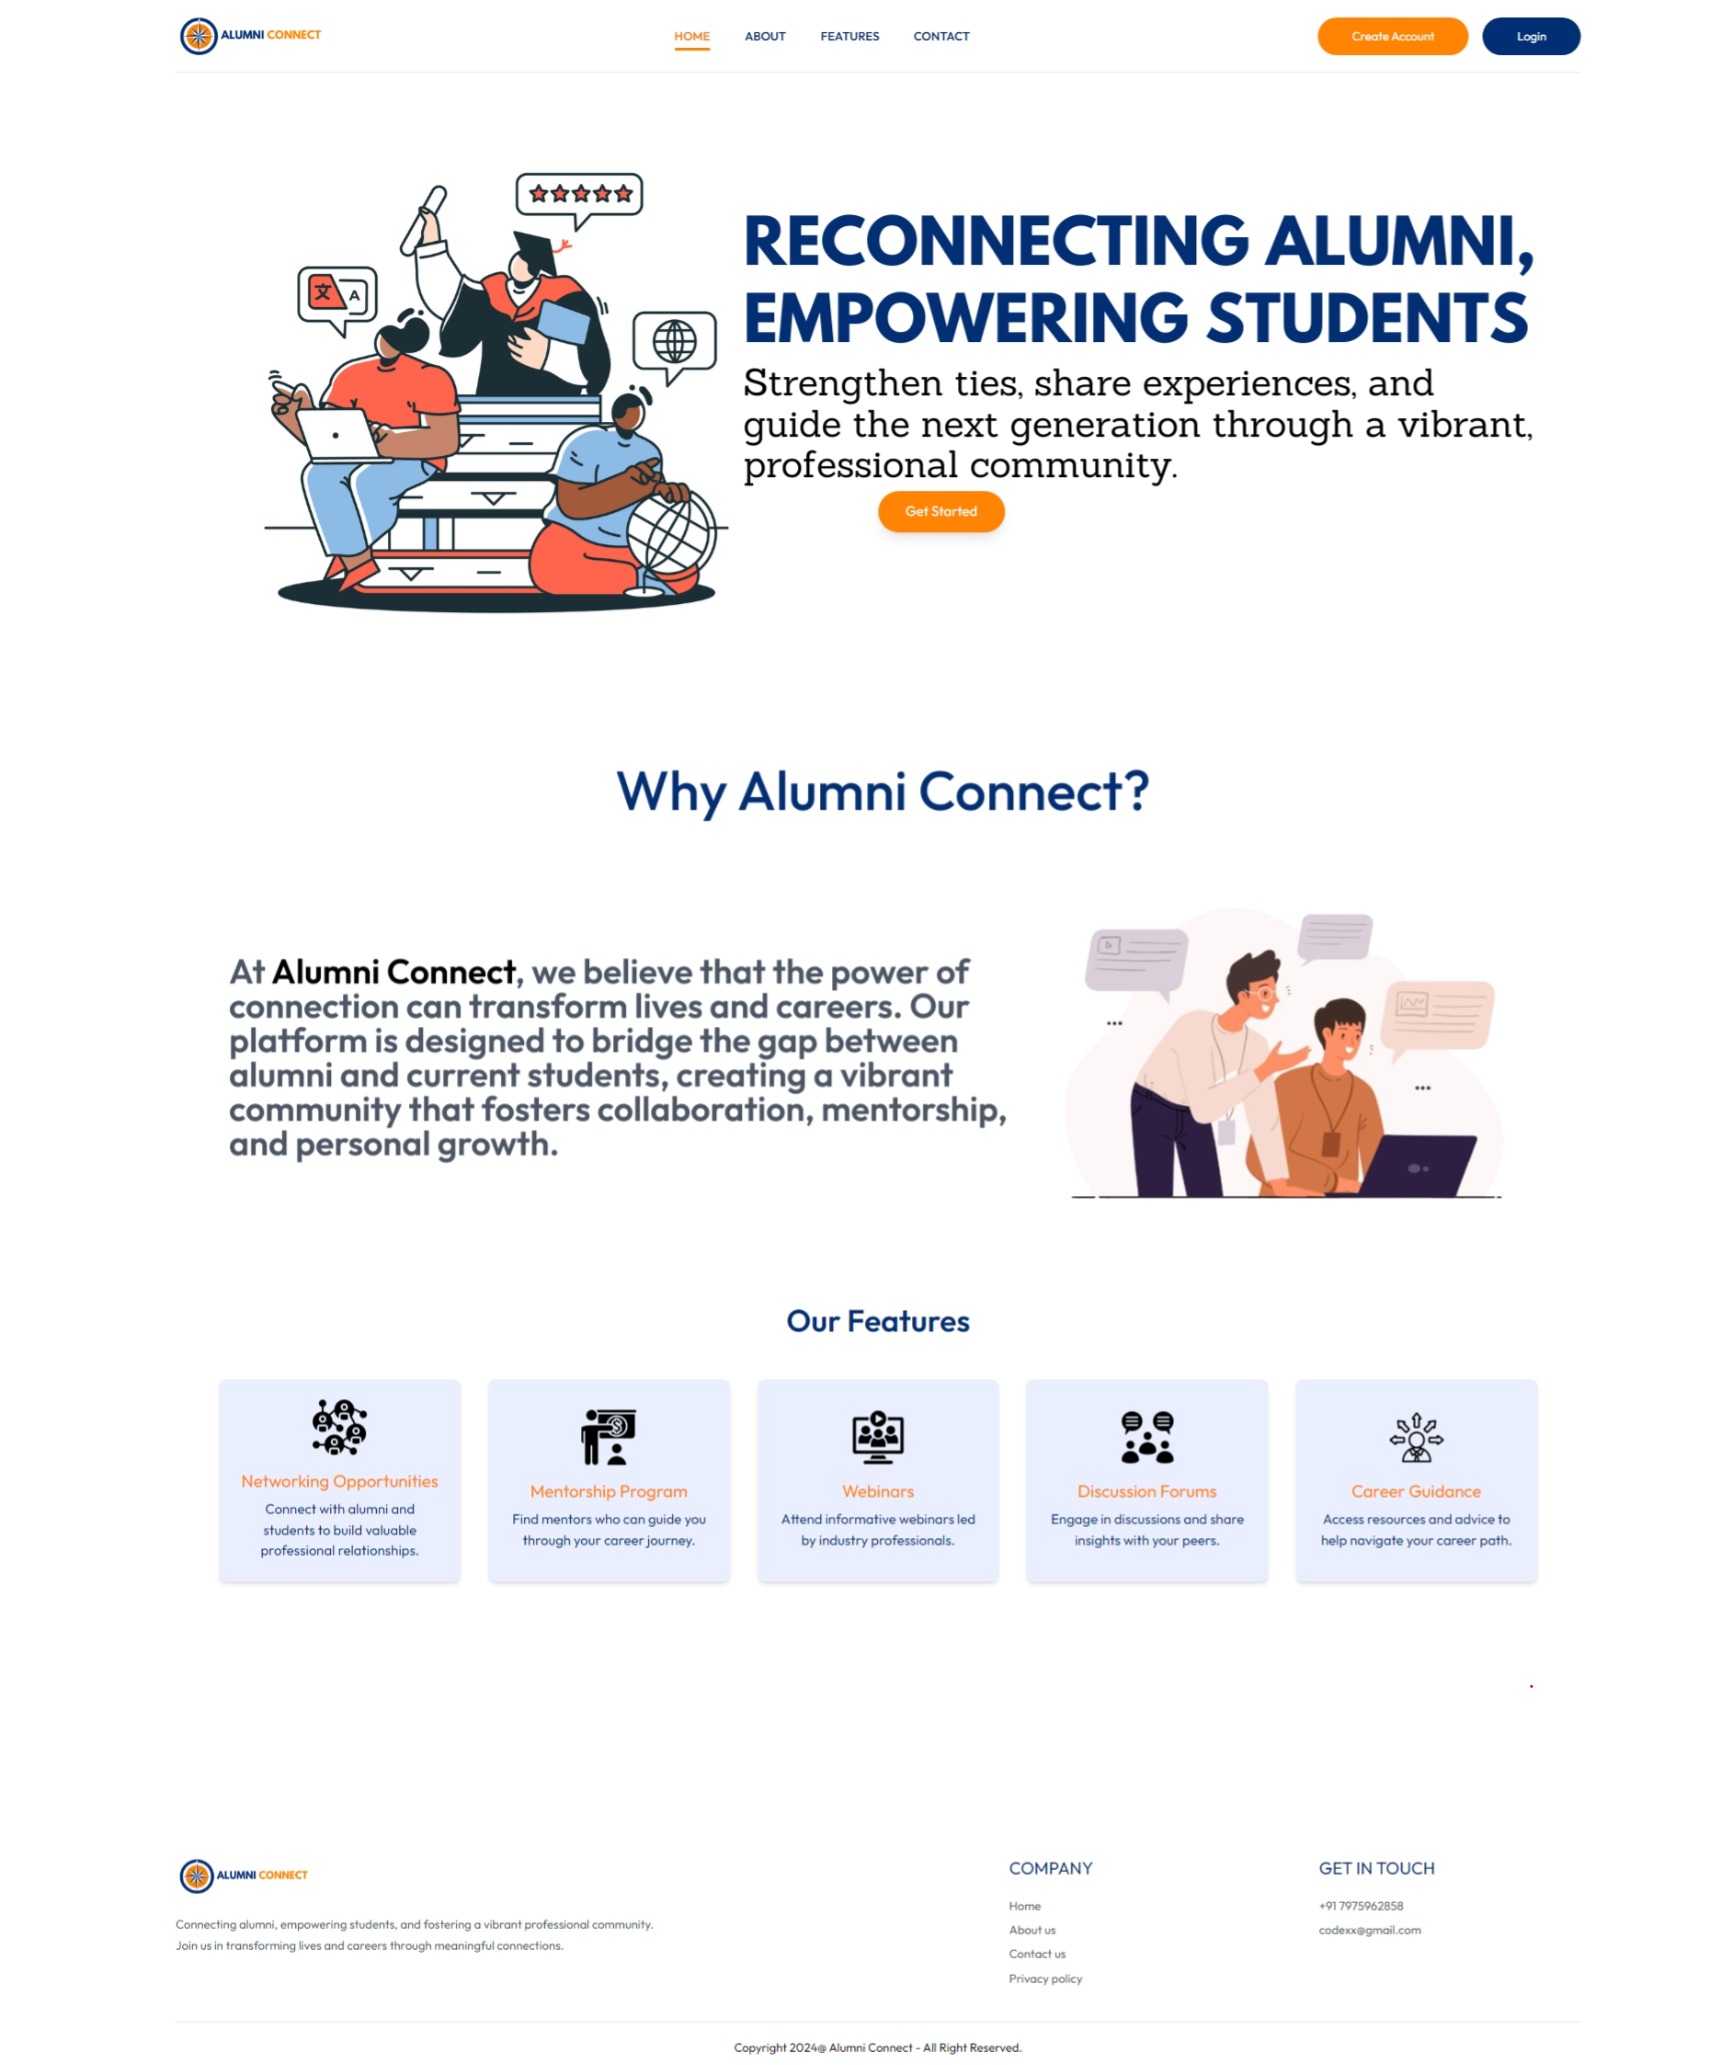 ALUMNI CONNECT
HOME ABOUT FEATURES CONTACT
Create Account Login
文 A
RECONNECTING ALUMNI,
EMPOWERING STUDENTS
Strengthen ties, share experiences, and
guide the next generation through a vibrant,
professional community.
Get Started
Why Alumni Connect?
At Alumni Connect, we believe that the power of
connection can transform lives and careers. Our
platform is designed to bridge the gap between
alumni and current students, creating a vibrant
community that fosters collaboration, mentorship,
and personal growth.
Our Features
Networking Opportunities
Connect with alumni and
students to build valuable
professional relationships.
Mentorship Program
Find mentors who can guide you
through your career journey.
Webinars
Attend informative webinars led
by industry professionals.
Discussion Forums
Engage in discussions and share
insights with your peers.
Career Guidance
Access resources and advice to
help navigate your career path.
ALUMNI CONNECT
Connecting alumni, empowering students, and fostering a vibrant professional community.
Join us in transforming lives and careers through meaningful connections.
COMPANY
Home
About us
Contact us
Privacy policy
GET IN TOUCH
+91 7975962858
codexx@gmail.com
Copyright 2024@ Alumni Connect - All Right Reserved.